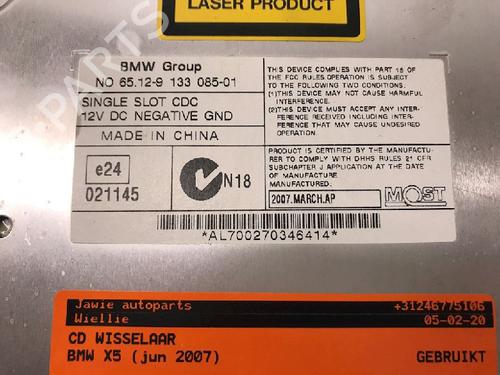 LASER PRODUCT
BMW Group
NO 65.12-9 133 085-01
SINGLE SLOT CDC
12V DC NEGATIVE GND
MADE IN CHINA
e24
021145
N18
THIS DEVICE COMPLIES WITH PART 15 OF
THE FCC RULES.OPERATION IS SUBJECT
TO THE FOLLOWING TWO CONDITIONS.
(1)THIS DEVICE MAY NOT CAUSE HARMFUL
INTERFERENCE, AND
(2)THIS DEVICE MUST ACCEPT ANY INTER-
FERENCE RECEIVED INCLUDING INTER-
FERENCE THAT MAY CAUSE UNDESIRED
OPERATION.
PRODUCT IS CERTIFIED BY THE MANUFACTU-
RER TO COMPLY WITH DHHS RULES 21 CFR
SUBCHAPTER J APPLICATION AT THE DATE
OF MANUFACTURE
MANUFACTURED:
2007.MARCH.AP
MOST
*AL700270346414*
PARTS
Jawie autoparts
+31246775106
Wiellie
05-02-20
CD WISSELAAR
BMW X5 (jun 2007)
GEBRUIKT